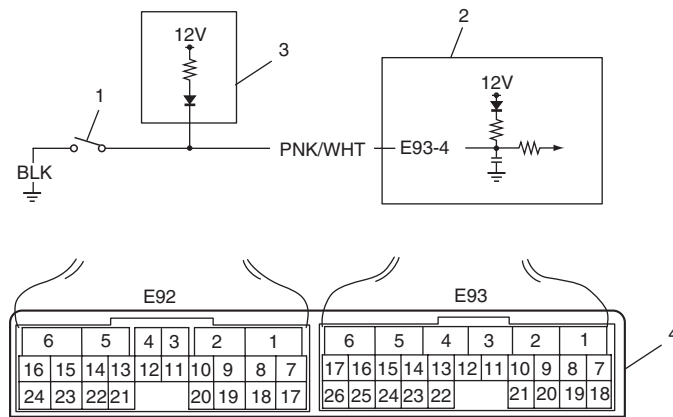 2
12V
3
1
12V
PNK/WHT
E93-4
BLK
E92
E93
4
6 5 4 3 2 1
6 5 4 3 2 1
16 15 14 13 12 11 10 9 8 7
17 16 15 14 13 12 11 10 9 8 7
24 23 22 21 20 19 18 17
26 25 24 23 22 21 20 19 18